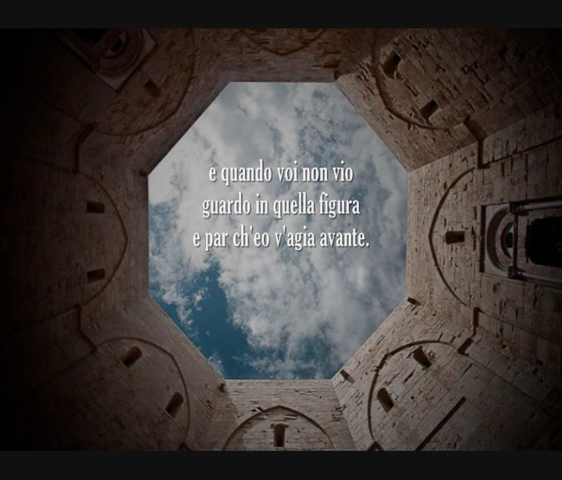 e quando voi non vio
guardo in quella figura
e par ch'eo v'agia avante.